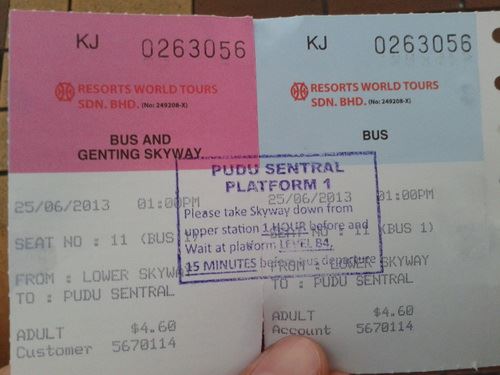 KJ 0263056
RESORTS WORLD TOURS
SDN. BHD. (No: 249208-X)
BUS AND
GENTING SKYWAY
25/06/2013 01:00PM
SEAT NO : 11 (BUS
FROM : LOWER SKYWAY
TO : PUDU SENTRAL
ADULT $4.60
Customer 5670114
KJ 0263056
RESORTS WORLD TOURS
SDN. BHD. (No: 249208-X)
BUS
25/06/2013 01:00PM
SEAT NO : 11 (BUS 1)
FROM : LOWER SKYWAY
TO : PUDU SENTRAL
ADULT $4.60
Account 5670114
PUDU SENTRAL
PLATFORM 1
Please take Skyway down from
upper station 1 HOUR before and
Wait at platform LEVEL B4,
15 MINUTES before bus departure